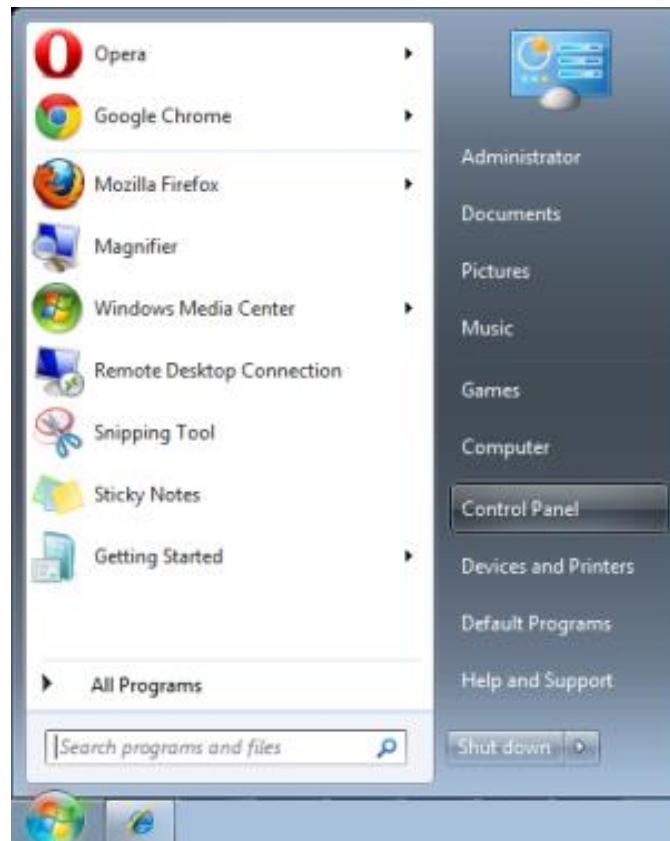 Opera
Google Chrome
Mozilla Firefox
Magnifier
Windows Media Center
Remote Desktop Connection
Snipping Tool
Sticky Notes
Getting Started
All Programs
Search programs and files
Administrator
Documents
Pictures
Music
Games
Computer
Control Panel
Devices and Printers
Default Programs
Help and Support
Shut down